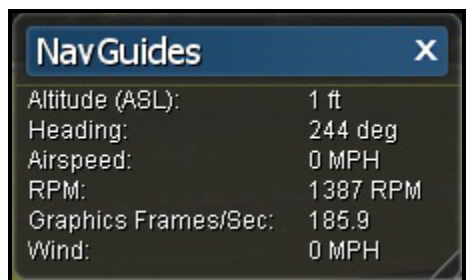 NavGuides X
Altitude (ASL): 1 ft
Heading: 244 deg
Airspeed: 0 MPH
RPM: 1387 RPM
Graphics Frames/Sec: 185.9
Wind: 0 MPH